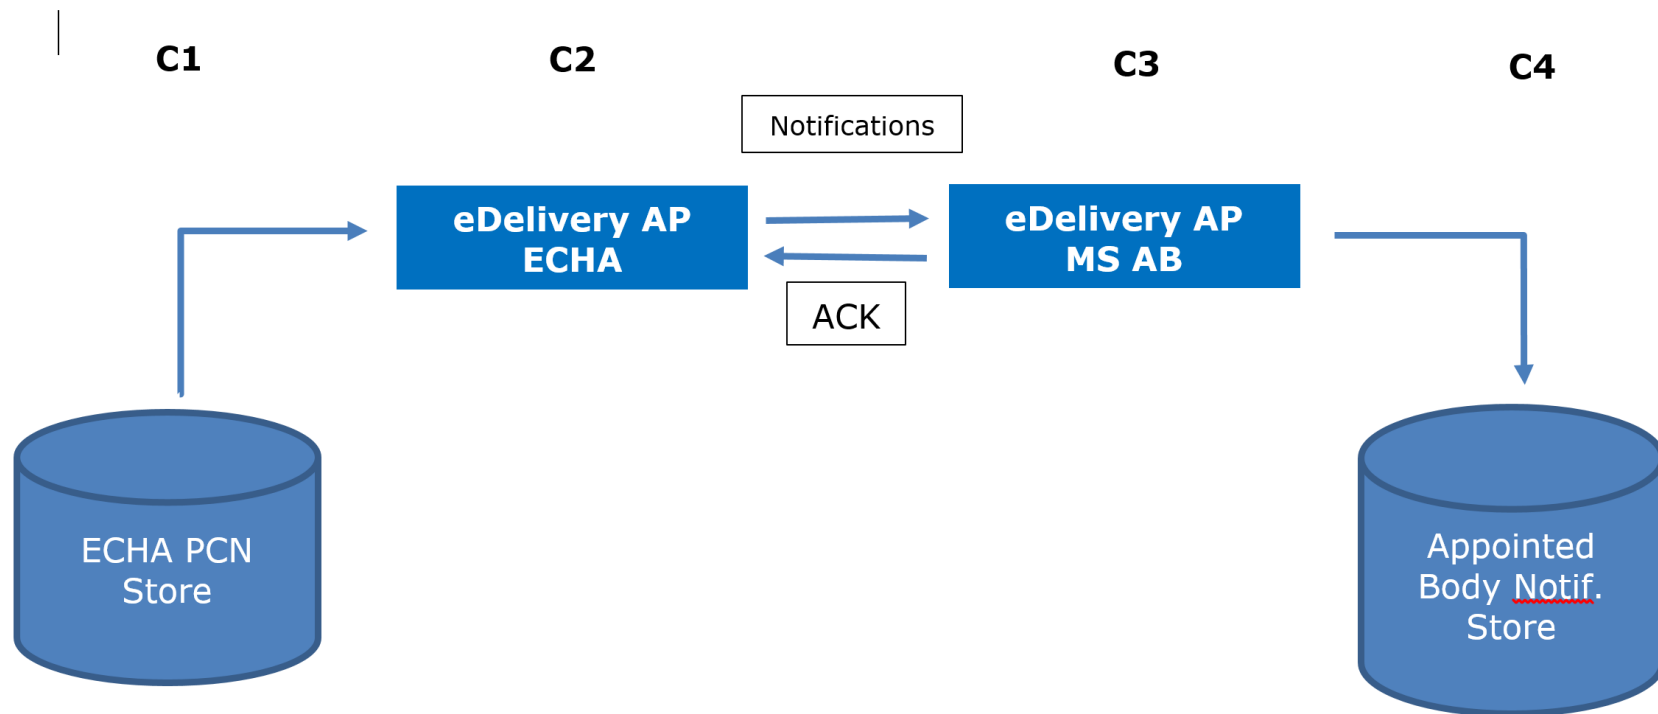 C1
C2
C3
C4
Notifications
eDelivery AP
ECHA
eDelivery AP
MS AB
ACK
ECHA PCN
Store
Appointed
Body Notif.
Store